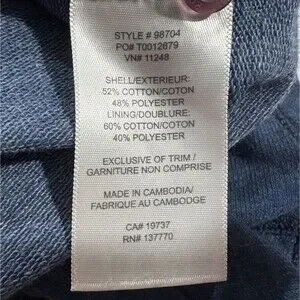 STYLE # 98704
PO# T0012679
VN# 11248
SHELL/EXTERIEUR:
52% COTTON/COTON
48% POLYESTER
LINING/DOUBLURE:
60% COTTON/COTON
40% POLYESTER
EXCLUSIVE OF TRIM /
GARNITURE NON COMPRISE
MADE IN CAMBODIA/
FABRIQUE AU CAMBODGE
CA# 19737
RN# 137770